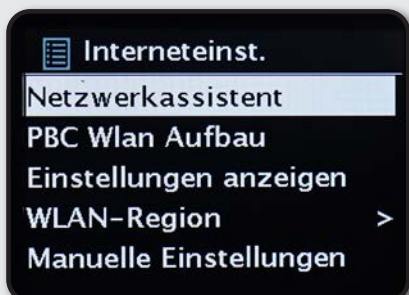 Interneteinst.
Netzwerkassistent
PBC Wlan Aufbau
Einstellungen anzeigen
WLAN-Region >
Manuelle Einstellungen